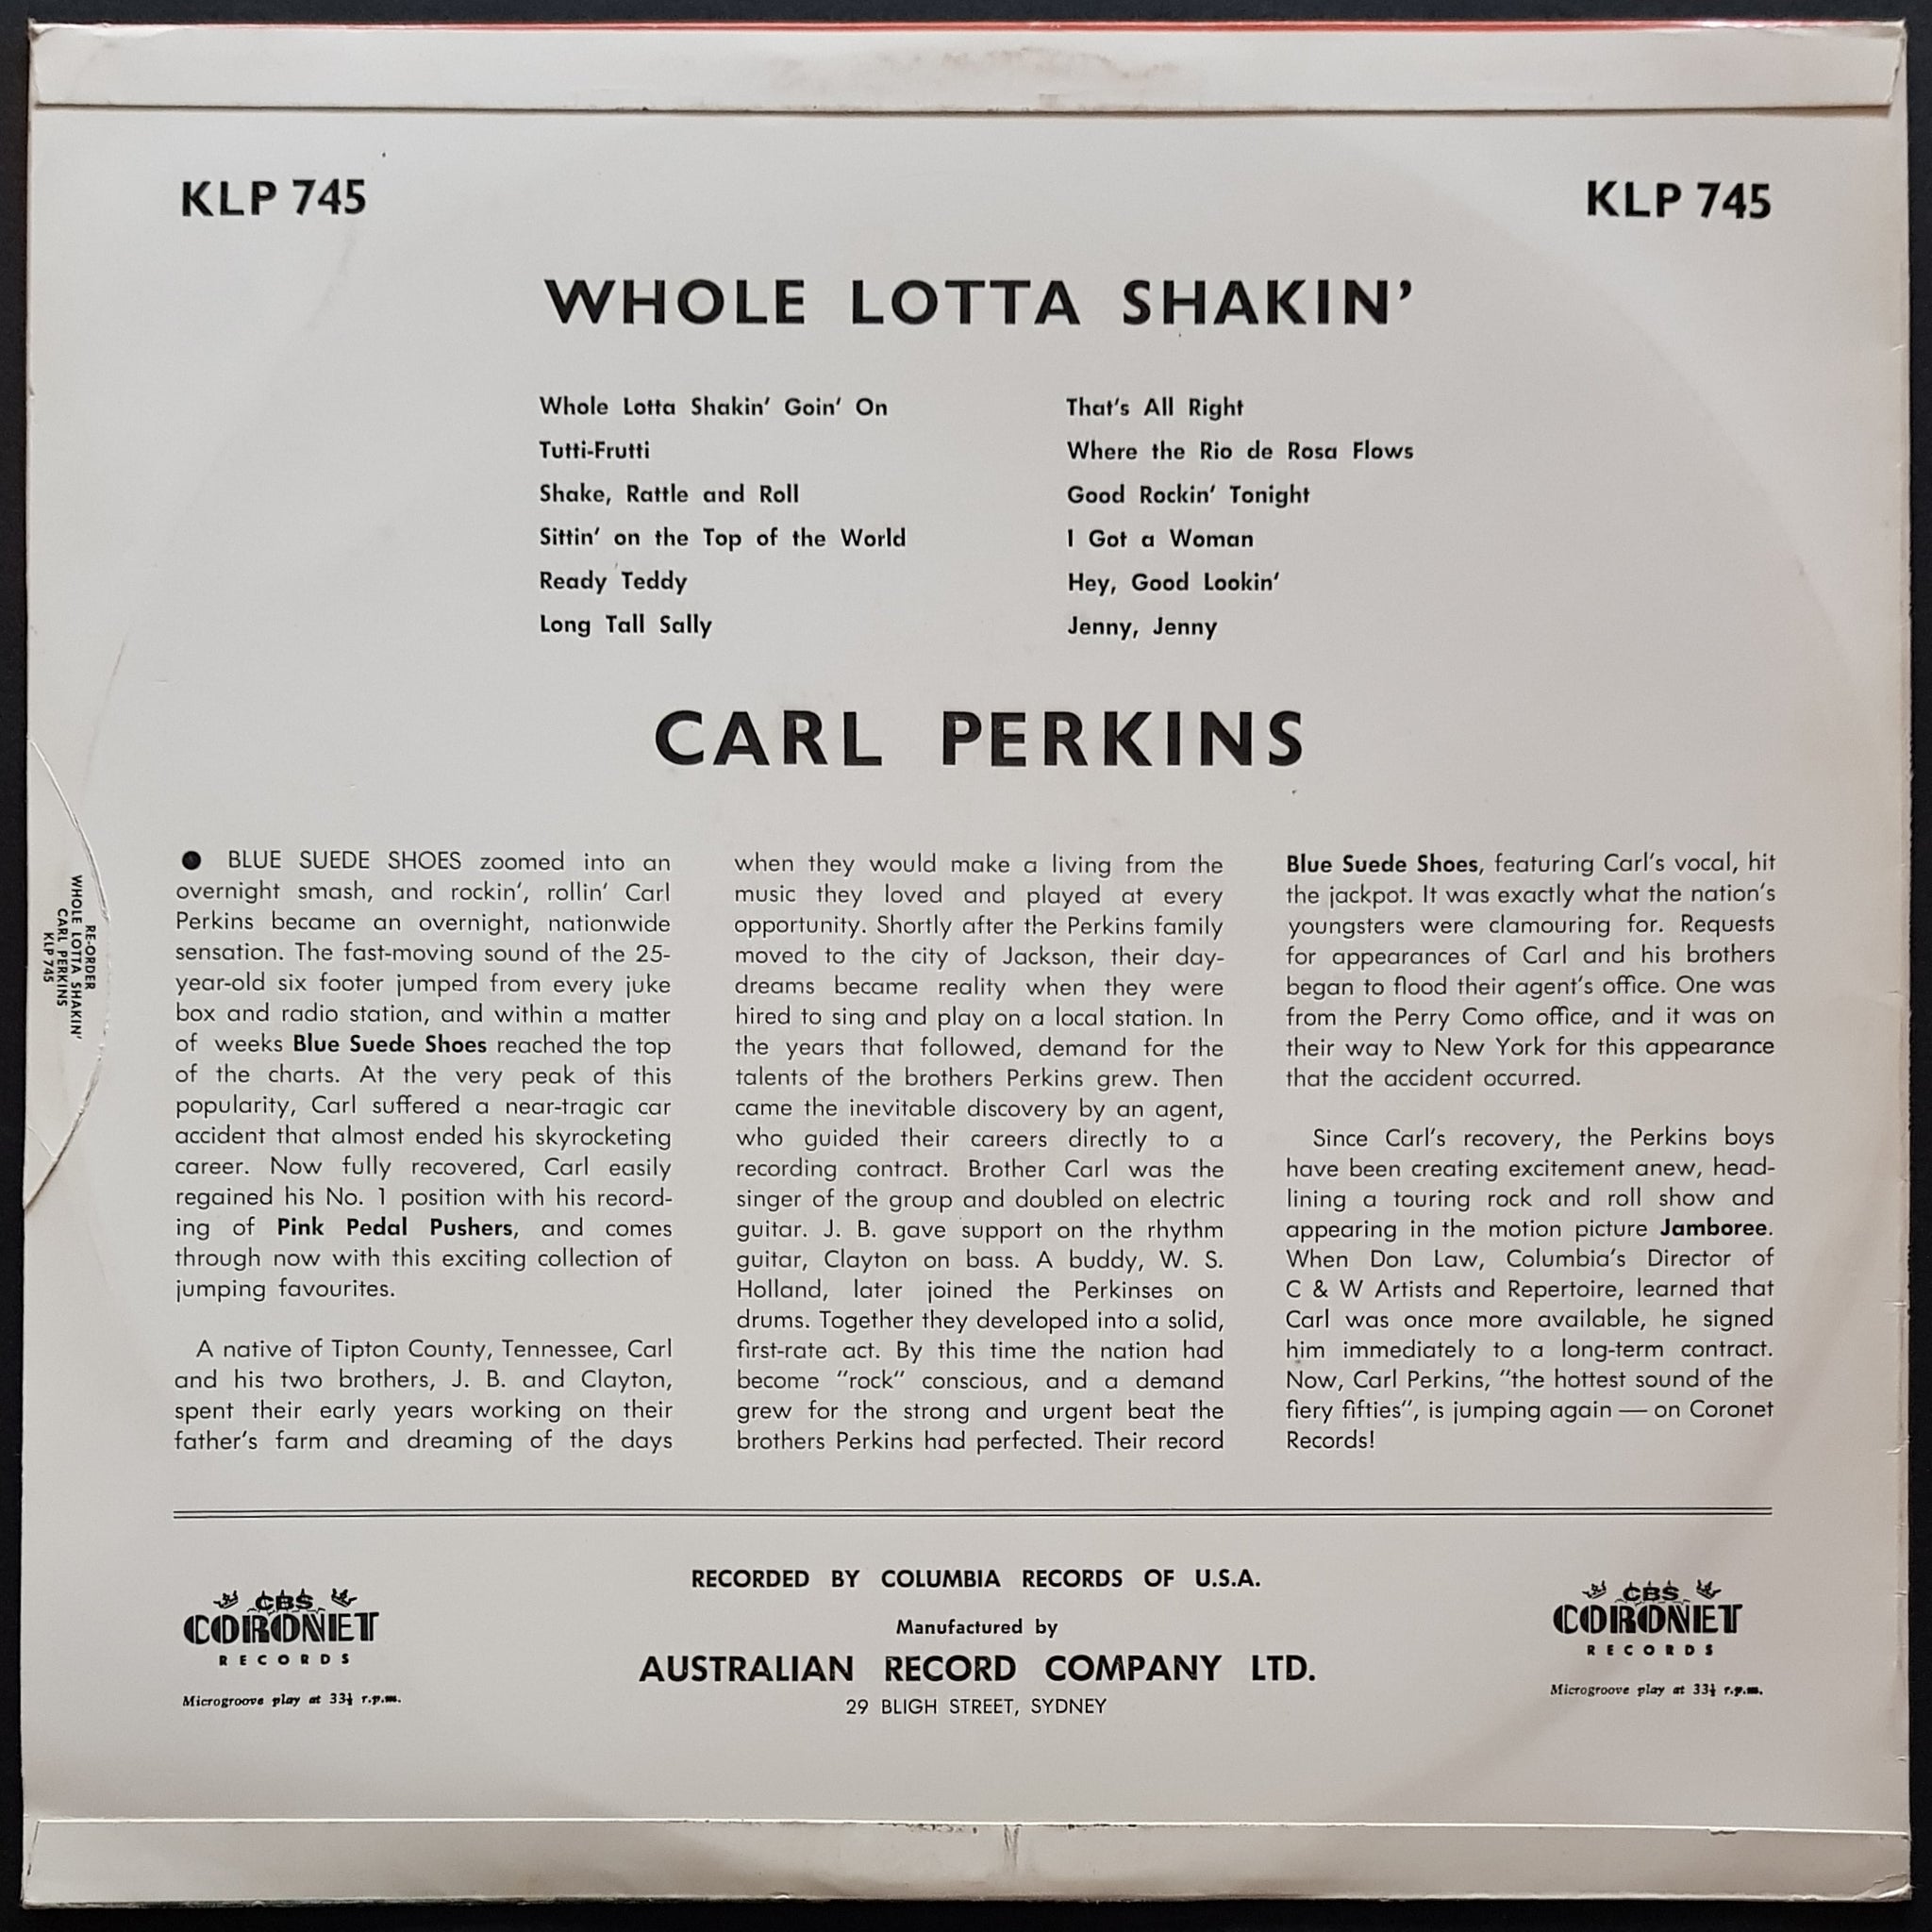 KLP 745
KLP 745
WHOLE LOTTA SHAKIN’
Whole Lotta Shakin’ Goin’ On
Tutti-Frutti
Shake, Rattle and Roll
Sittin’ on the Top of the World
Ready Teddy
Long Tall Sally
That’s All Right
Where the Rio de Rosa Flows
Good Rockin’ Tonight
I Got a Woman
Hey, Good Lookin’
Jenny, Jenny
CARL PERKINS
RE-ORDER
WHOLE LOTTA SHAKIN’
CARL PERKINS
KLP 745
● BLUE SUEDE SHOES zoomed into an
overnight smash, and rockin’, rollin’ Carl
Perkins became an overnight, nationwide
sensation. The fast-moving sound of the 25-
year-old six footer jumped from every juke
box and radio station, and within a matter
of weeks Blue Suede Shoes reached the top
of the charts. At the very peak of this
popularity, Carl suffered a near-tragic car
accident that almost ended his skyrocketing
career. Now fully recovered, Carl easily
regained his No. 1 position with his record-
ing of Pink Pedal Pushers, and comes
through now with this exciting collection of
jumping favourites.
A native of Tipton County, Tennessee, Carl
and his two brothers, J. B. and Clayton,
spent their early years working on their
father’s farm and dreaming of the days
when they would make a living from the
music they loved and played at every
opportunity. Shortly after the Perkins family
moved to the city of Jackson, their day-
dreams became reality when they were
hired to sing and play on a local station. In
the years that followed, demand for the
talents of the brothers Perkins grew. Then
came the inevitable discovery by an agent,
who guided their careers directly to a
recording contract. Brother Carl was the
singer of the group and doubled on electric
guitar. J. B. gave support on the rhythm
guitar, Clayton on bass. A buddy, W. S.
Holland, later joined the Perkinses on
drums. Together they developed into a solid,
first-rate act. By this time the nation had
become “rock” conscious, and a demand
grew for the strong and urgent beat the
brothers Perkins had perfected. Their record
Blue Suede Shoes, featuring Carl’s vocal, hit
the jackpot. It was exactly what the nation’s
youngsters were clamouring for. Requests
for appearances of Carl and his brothers
began to flood their agent’s office. One was
from the Perry Como office, and it was on
their way to New York for this appearance
that the accident occurred.
Since Carl’s recovery, the Perkins boys
have been creating excitement anew, head-
lining a touring rock and roll show and
appearing in the motion picture Jamboree.
When Don Law, Columbia’s Director of
C & W Artists and Repertoire, learned that
Carl was once more available, he signed
him immediately to a long-term contract.
Now, Carl Perkins, “the hottest sound of the
fiery fifties”, is jumping again — on Coronet
Records!
CBS
CORONET
RECORDS
Microgroove play at 33⅓ r.p.m.
RECORDED BY COLUMBIA RECORDS OF U.S.A.
Manufactured by
AUSTRALIAN RECORD COMPANY LTD.
29 BLIGH STREET, SYDNEY
CBS
CORONET
RECORDS
Microgroove play at 33⅓ r.p.m.